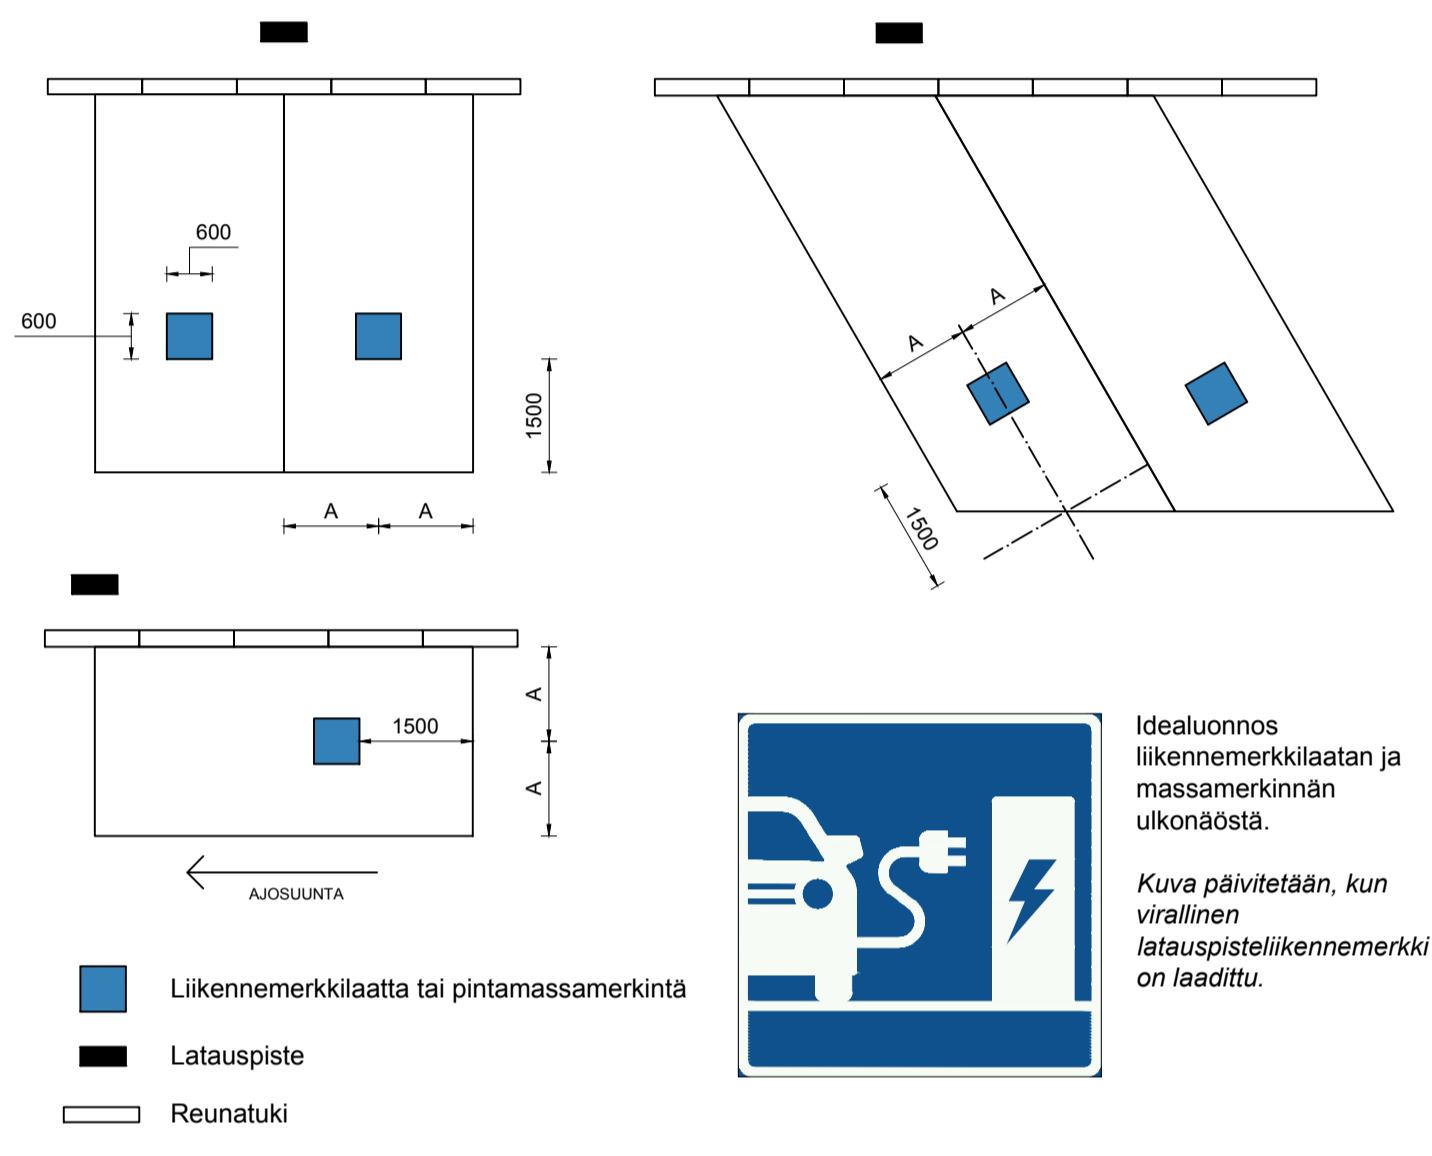 600
600
1500
A
A
A
A
1500
A
1500
A
AJOSUUNTA
Liikennemerkkilaatta tai pintamassamerkintä
Latauspiste
Reunatuki
Idealuonnos
liikennemerkkilaatan ja
massamerkinnän
ulkonäöstä.
Kuva päivitetään, kun
virallinen
latauspisteliikennemerkki
on laadittu.